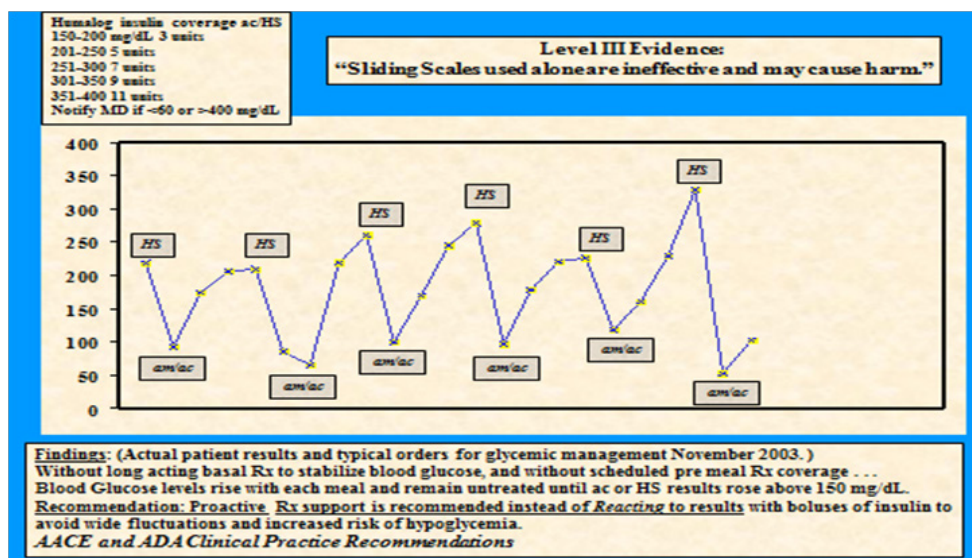 Humalog insulin coverage ac/HS
150-200 mg/dL 3 units
201-250 5 units
251-300 7 units
301-350 9 units
351-400 11 units
Notify MD if <60 or >400 mg/dL
Level III Evidence:
“Sliding Scales used alone are ineffective and may cause harm.”
400
350
300
250
200
150
100
50
0
HS
HS
HS
HS
HS
HS
am/ac
am/ac
am/ac
am/ac
am/ac
am/ac
Findings: (Actual patient results and typical orders for glycemic management November 2003.)
Without long acting basal Rx to stabilize blood glucose, and without scheduled pre meal Rx coverage . . .
Blood Glucose levels rise with each meal and remain untreated until ac or HS results rose above 150 mg/dL.
Recommendation: Proactive Rx support is recommended instead of Reacting to results with boluses of insulin to
avoid wide fluctuations and increased risk of hypoglycemia.
AACE and ADA Clinical Practice Recommendations